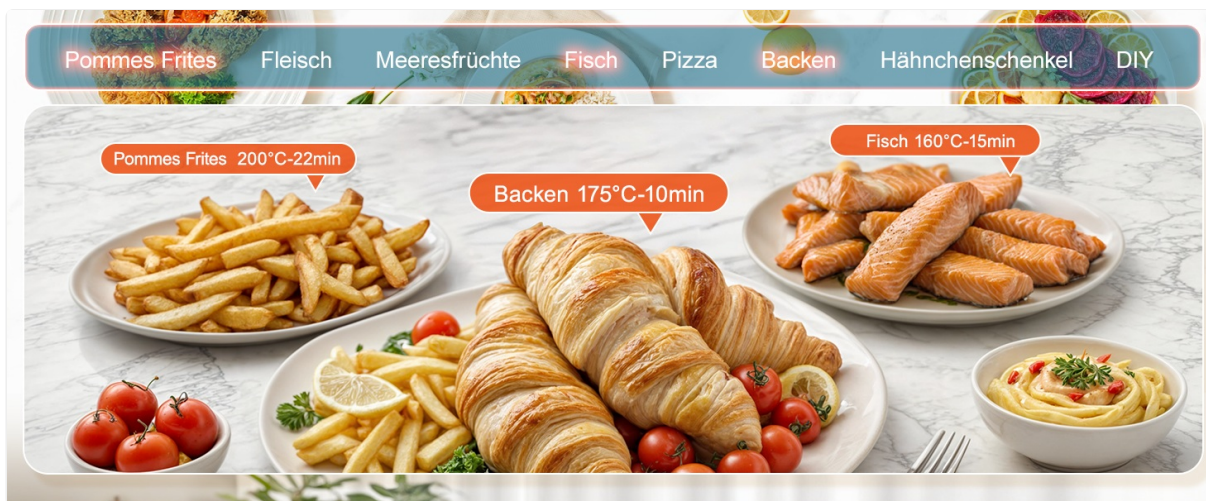 Pommes Frites Fleisch Meeresfrüchte Fisch Pizza Backen Hähnchenschenkel DIY
Pommes Frites 200°C-22min
Backen 175°C-10min
Fisch 160°C-15min